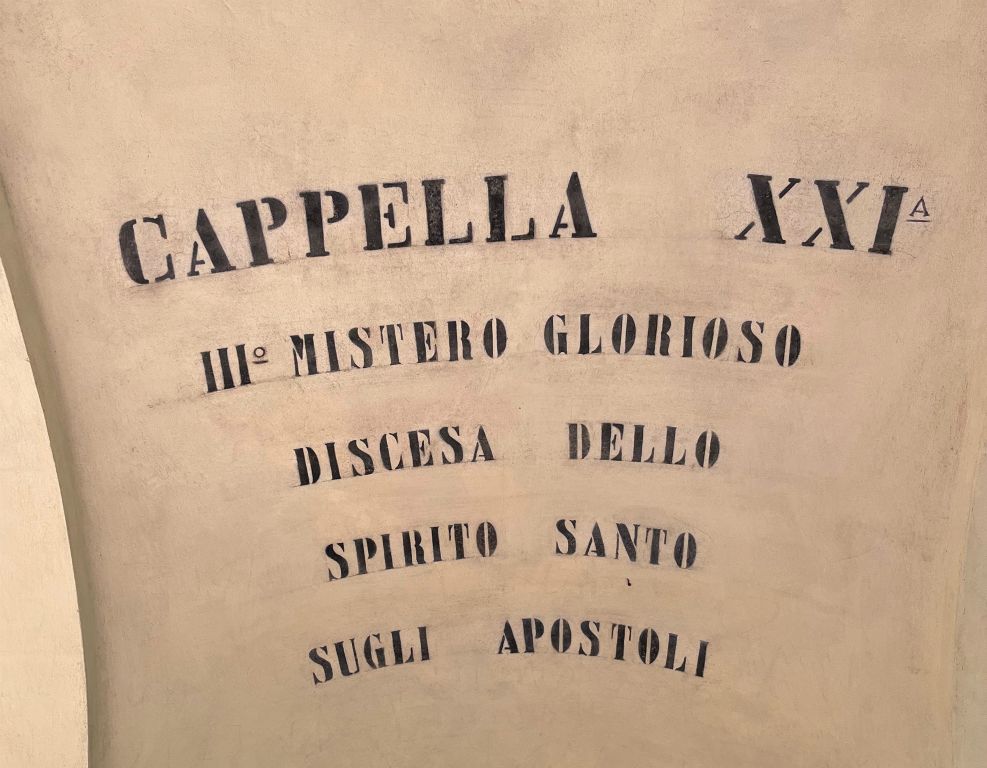 CAPPELLA XXIᴬ
IIIº MISTERO GLORIOSO
DISCESA DELLO
SPIRITO SANTO
SUGLI APOSTOLI